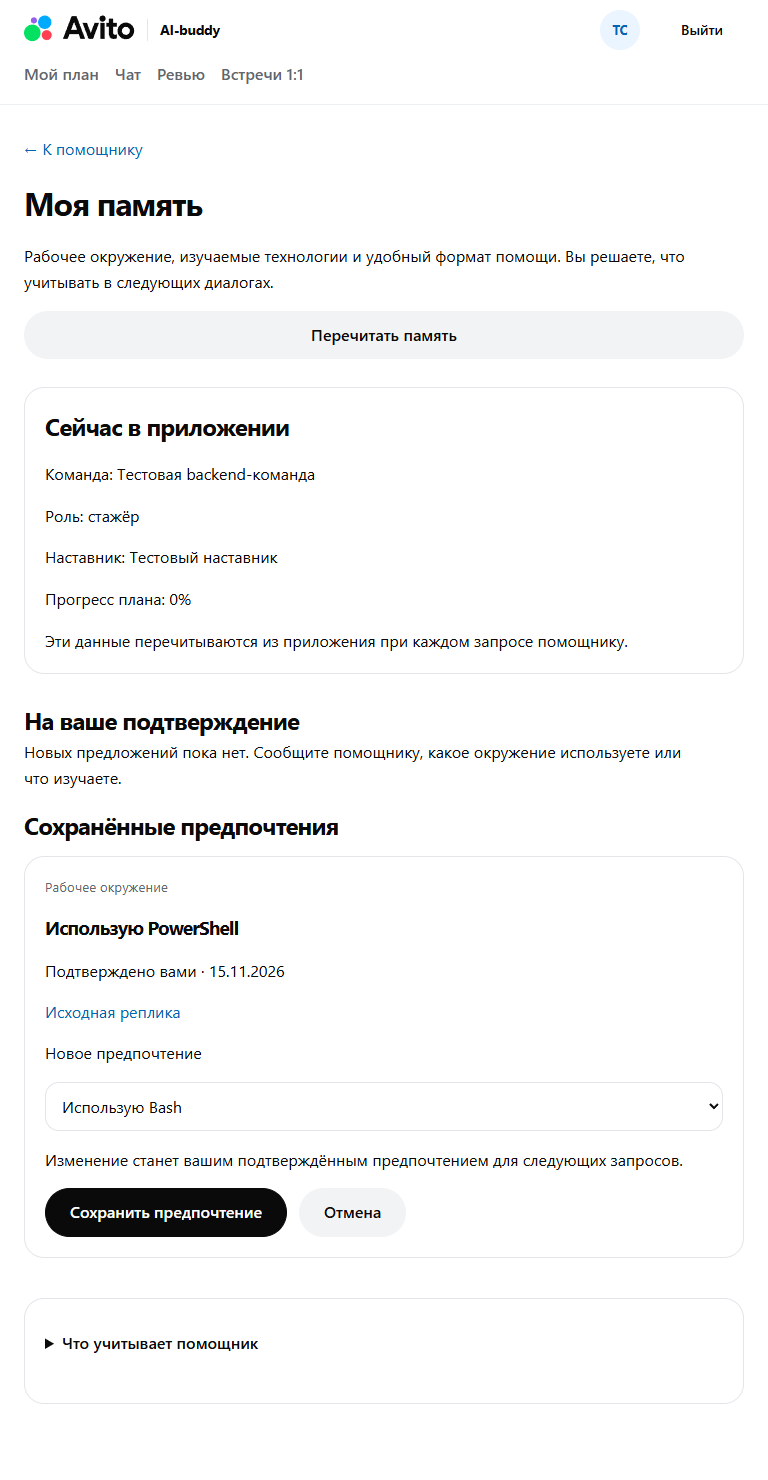 Avito
AI-buddy
ТС
Выйти
Мой план
Чат
Ревью
Встречи 1:1
← К помощнику
Моя память
Рабочее окружение, изучаемые технологии и удобный формат помощи. Вы решаете, что
учитывать в следующих диалогах.
Перечитать память
Сейчас в приложении
Команда: Тестовая backend-команда
Роль: стажёр
Наставник: Тестовый наставник
Прогресс плана: 0%
Эти данные перечитываются из приложения при каждом запросе помощнику.
На ваше подтверждение
Новых предложений пока нет. Сообщите помощнику, какое окружение используете или
что изучаете.
Сохранённые предпочтения
Рабочее окружение
Использую PowerShell
Подтверждено вами · 15.11.2026
Исходная реплика
Новое предпочтение
Использую Bash
Изменение станет вашим подтверждённым предпочтением для следующих запросов.
Сохранить предпочтение
Отмена
Что учитывает помощник